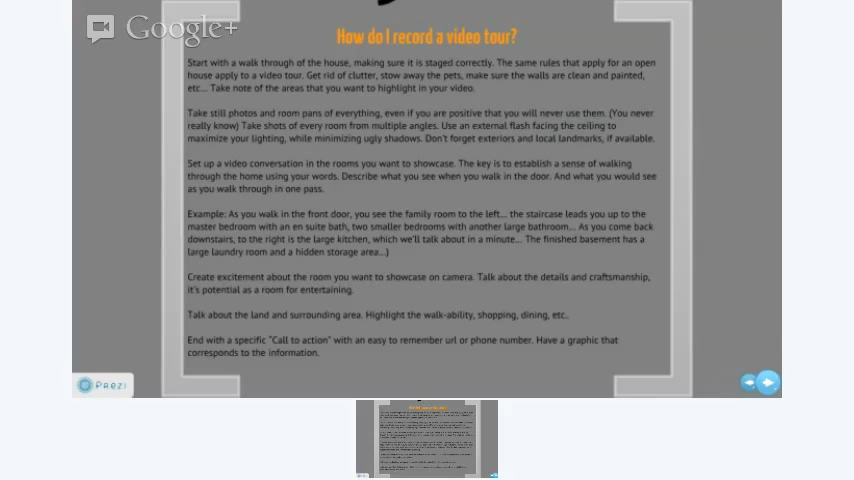 Google+
How do I record a video tour?
Start with a walk through of the house, making sure it is staged correctly. The same rules that apply for an open
house apply to a video tour. Get rid of clutter, stow away the pets, make sure the walls are clean and painted,
etc... Take note of the areas that you want to highlight in your video.
Take still photos and room pans of everything, even if you are positive that you will never use them. (You never
really know) Take shots of every room from multiple angles. Use an external flash facing the ceiling to
maximize your lighting, while minimizing ugly shadows. Don't forget exteriors and local landmarks, if available.
Set up a video conversation in the rooms you want to showcase. The key is to establish a sense of walking
through the home using your words. Describe what you see when you walk in the door. And what you would see
as you walk through in one pass.
Example: As you walk in the front door, you see the family room to the left... the staircase leads you up to the
master bedroom with an en suite bath, two smaller bedrooms with another large bathroom... As you come back
downstairs, to the right is the large kitchen, which we'll talk about in a minute... The finished basement has a
large laundry room and a hidden storage area...)
Create excitement about the room you want to showcase on camera. Talk about the details and craftsmanship,
it's potential as a room for entertaining.
Talk about the land and surrounding area. Highlight the walk-ability, shopping, dining, etc..
End with a specific "Call to action" with an easy to remember url or phone number. Have a graphic that
corresponds to the information.
Prezi